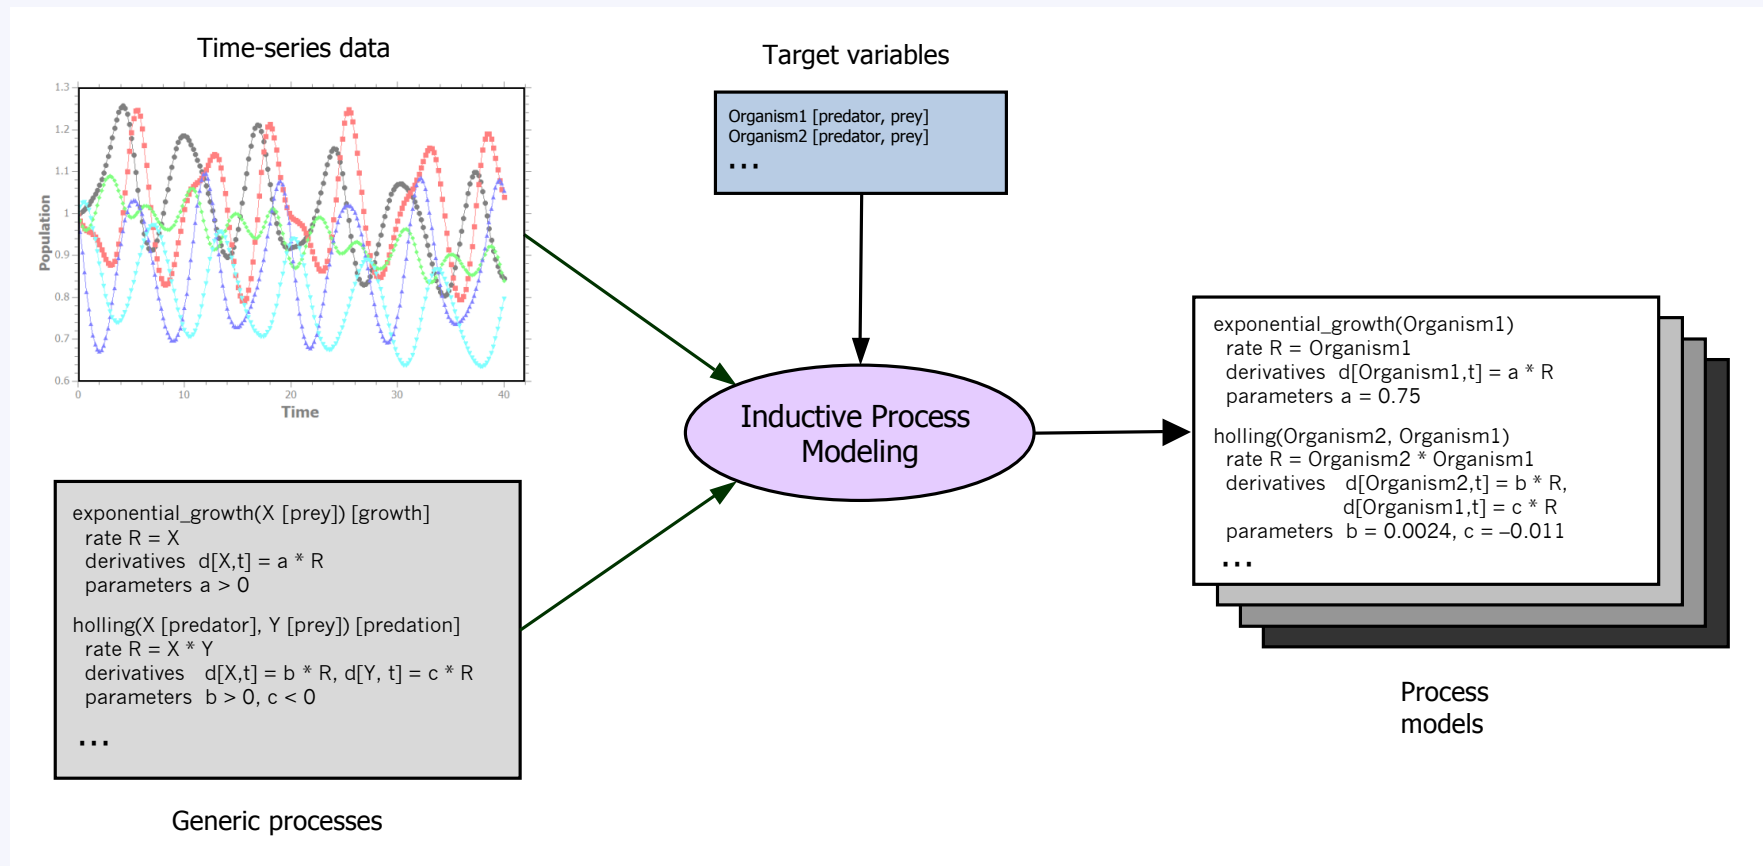 Time-series data
1.3
1.2
1.1
1
0.9
0.8
0.7
0.6
Population
0
10
20
30
40
Time
Target variables
Organism1 [predator, prey]
Organism2 [predator, prey]
...
Inductive Process
Modeling
exponential_growth(X [prey]) [growth]
rate R = X
derivatives d[X,t] = a * R
parameters a > 0
holling(X [predator], Y [prey]) [predation]
rate R = X * Y
derivatives d[X,t] = b * R, d[Y, t] = c * R
parameters b > 0, c < 0
...
Generic processes
exponential_growth(Organism1)
rate R = Organism1
derivatives d[Organism1,t] = a * R
parameters a = 0.75
holling(Organism2, Organism1)
rate R = Organism2 * Organism1
derivatives d[Organism2,t] = b * R,
d[Organism1,t] = c * R
parameters b = 0.0024, c = –0.011
...
Process
models